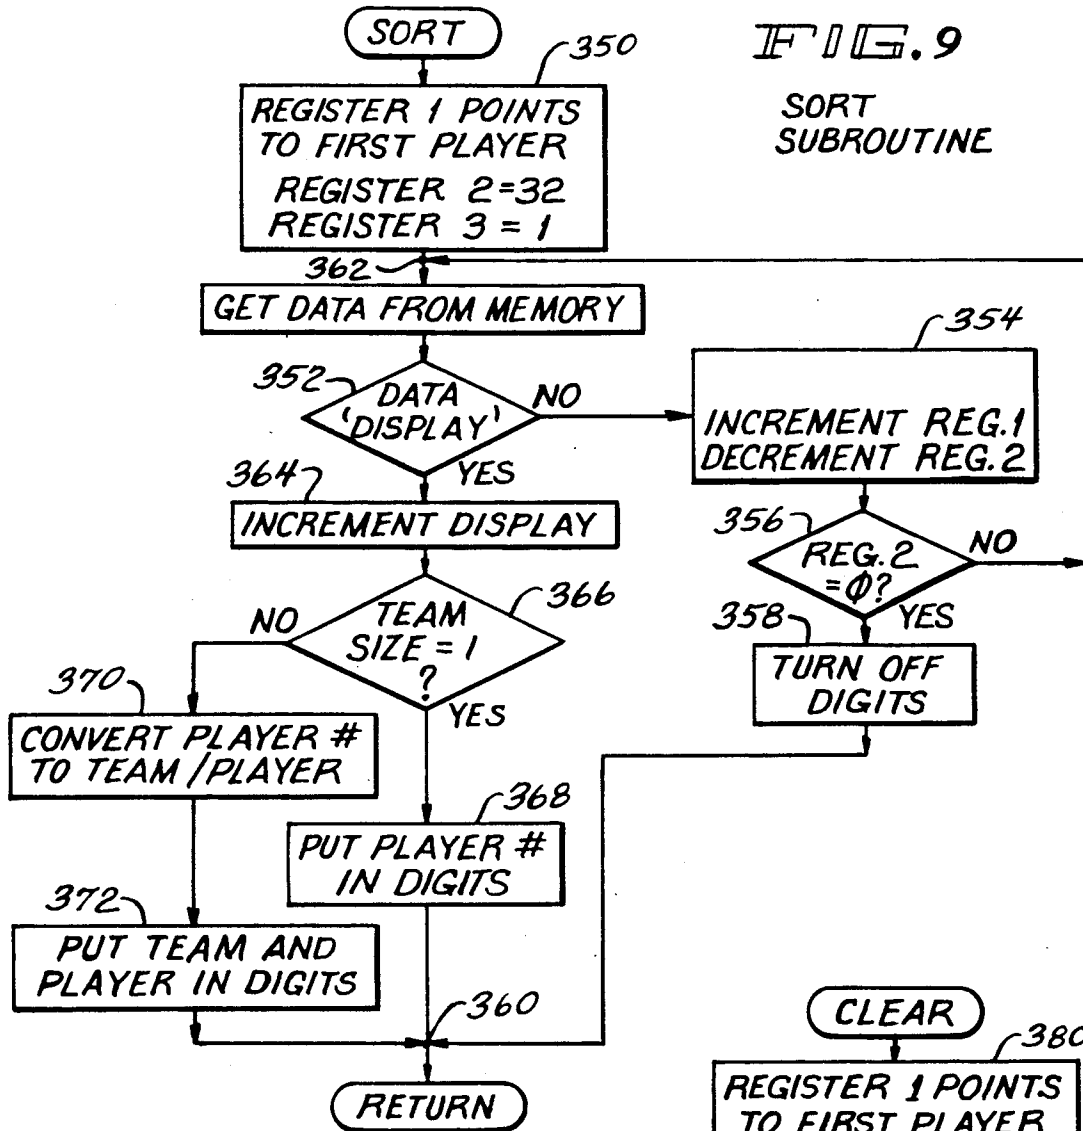 SORT
350
FIG. 9
SORT
SUBROUTINE
REGISTER 1 POINTS
TO FIRST PLAYER
REGISTER 2=32
REGISTER 3 = 1
362
GET DATA FROM MEMORY
354
352
DATA
'DISPLAY'
NO
INCREMENT REG.1
DECREMENT REG.2
YES
364
INCREMENT DISPLAY
356
REG.2
=Ø?
NO
YES
366
TEAM
SIZE = 1
?
NO
YES
358
TURN OFF
DIGITS
370
CONVERT PLAYER #
TO TEAM/PLAYER
368
PUT PLAYER #
IN DIGITS
372
PUT TEAM AND
PLAYER IN DIGITS
360
RETURN
CLEAR
380
REGISTER 1 POINTS
TO FIRST PLAYER